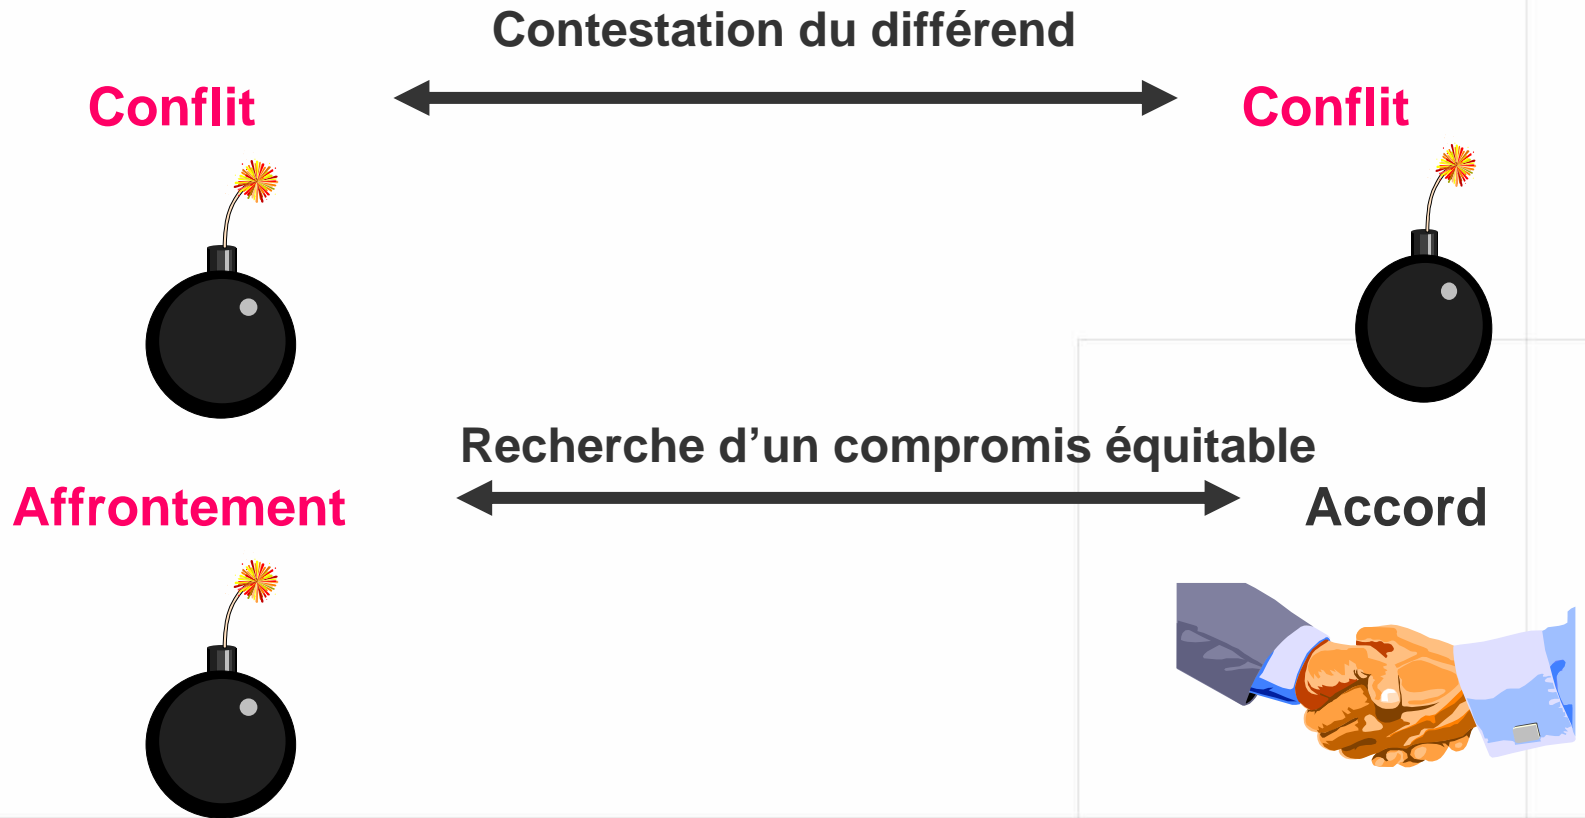 Contestation du différend
Conflit
Conflit
Recherche d’un compromis équitable
Affrontement
Accord